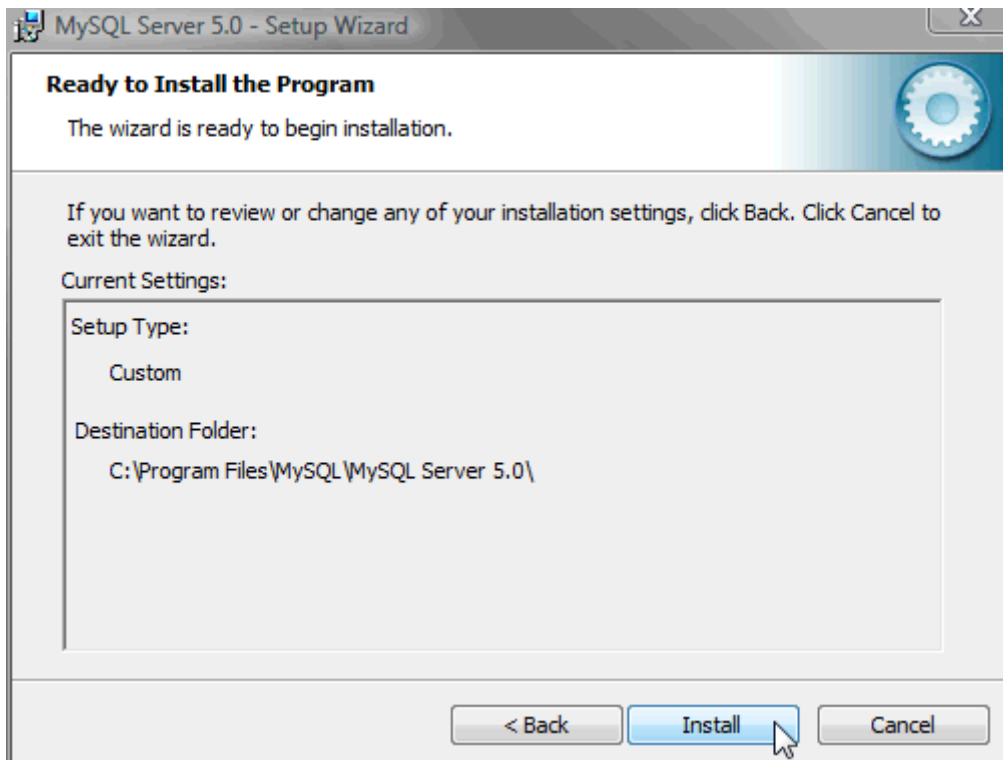 MySQL Server 5.0 - Setup Wizard
Ready to Install the Program
The wizard is ready to begin installation.
If you want to review or change any of your installation settings, click Back. Click Cancel to
exit the wizard.
Current Settings:
Setup Type:
Custom
Destination Folder:
C:\Program Files\MySQL\MySQL Server 5.0\
< Back
Install
Cancel